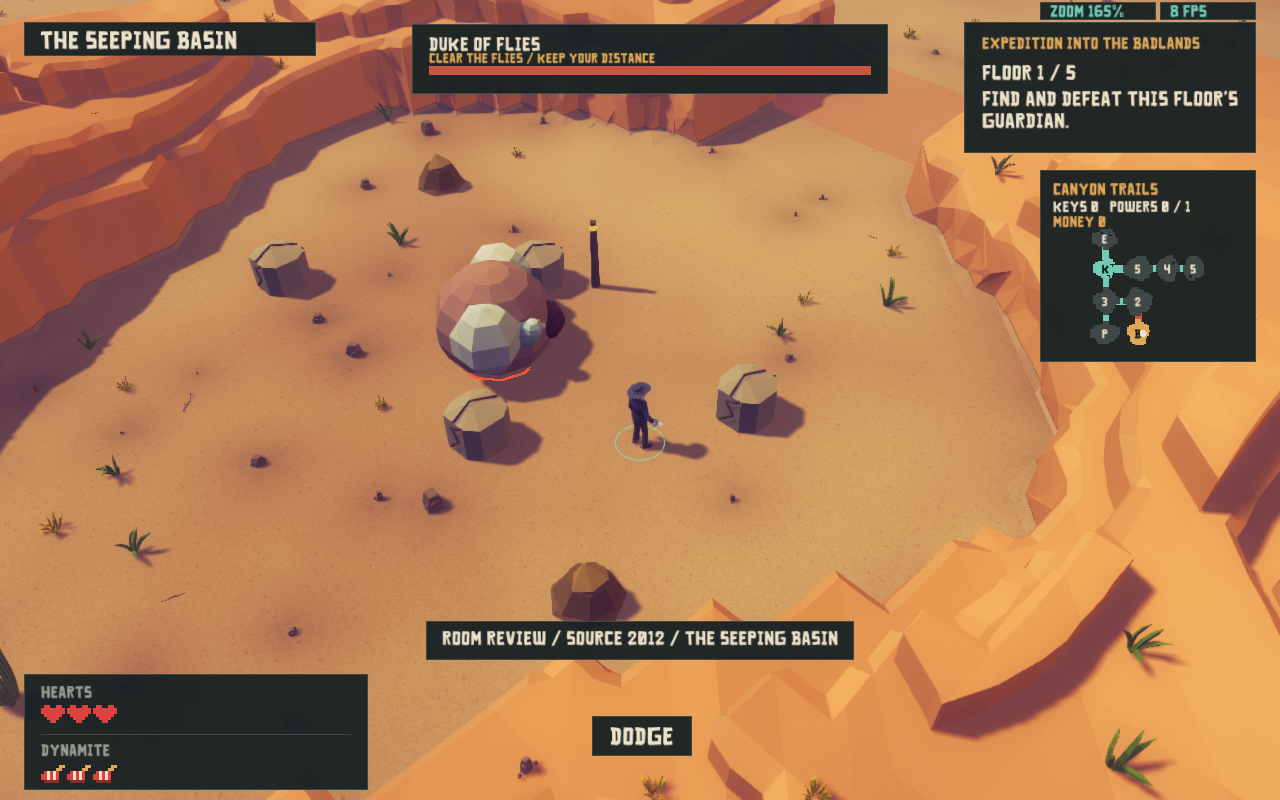 THE SEEPING BASIN
DUKE OF FLIES
CLEAR THE FLIES / KEEP YOUR DISTANCE
ZOOM 165%
8 FPS
EXPEDITION INTO THE BADLANDS
FLOOR 1 / 5
FIND AND DEFEAT THIS FLOOR'S
GUARDIAN.
CANYON TRAILS
KEYS 0 POWERS 0 / 1
MONEY 0
E
K 5 4 5
3 2
P B
ROOM REVIEW / SOURCE 2012 / THE SEEPING BASIN
HEARTS
DYNAMITE
DODGE